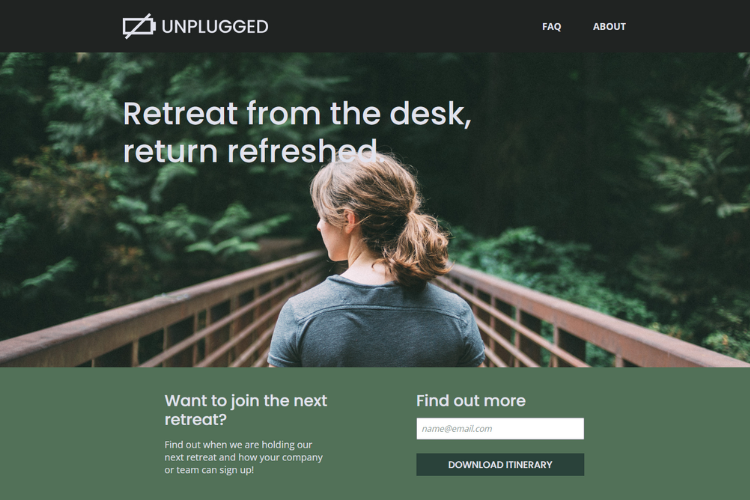 UNPLUGGED
FAQ
ABOUT
Retreat from the desk,
return refreshed
Want to join the next
retreat?
Find out when we are holding our
next retreat and how your company
or team can sign up!
Find out more
name@email.com
DOWNLOAD ITINERARY